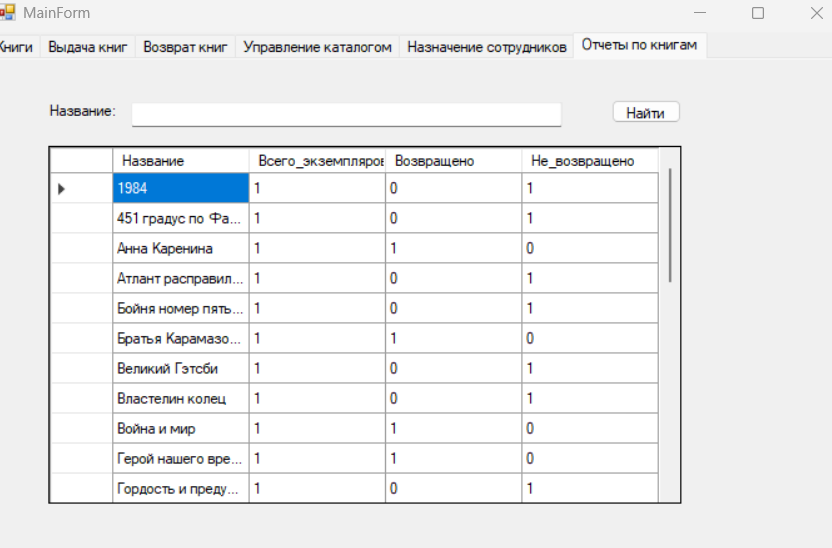 MainForm
Книги Выдача книг Возврат книг Управление каталогом Назначение сотрудников Отчеты по книгам
Название: Найти
Название Всего_экземпляров Возвращено Не_возвращено
1984 1 0 1
451 градус по Фа... 1 0 1
Анна Каренина 1 1 0
Атлант расправил... 1 0 1
Бойня номер пять... 1 0 1
Братья Карамазо... 1 1 0
Великий Гэтсби 1 0 1
Властелин колец 1 0 1
Война и мир 1 1 0
Герой нашего вре... 1 1 0
Гордость и преду... 1 0 1